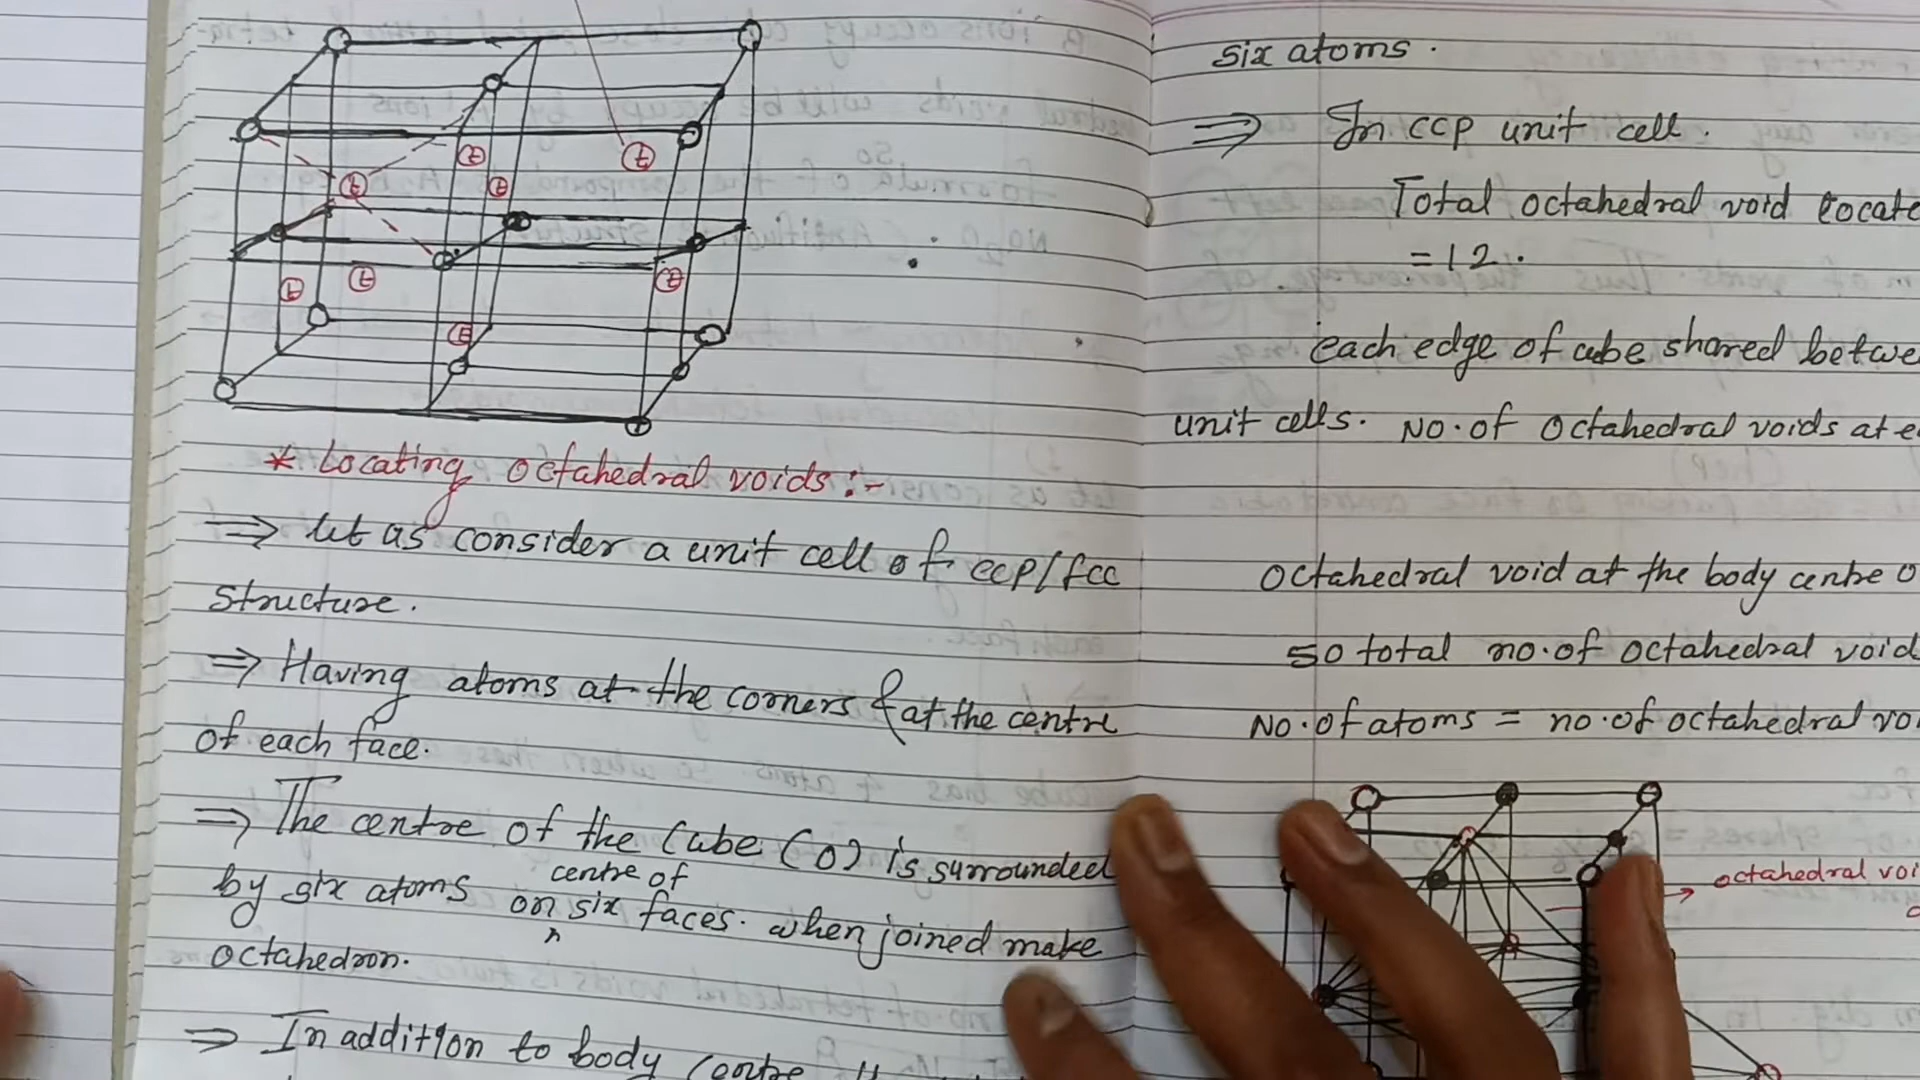 T
T
T
T
T
T
T
T
* Locating octahedral voids :-
⇒ let as consider a unit cell of ccp/fcc
structure.
⇒ Having atoms at the corners & at the centre
of each face.
⇒ The centre of the Cube (O) is surrounded
centre of
by six atoms on six faces. when joined make
octahedron.
⇒ In addition to body Centre
six atoms.
⇒ In ccp unit cell.
Total octahedral void locate
= 12.
each edge of cube shared betwe
unit cells. No. of octahedral voids at e
octahedral void at the body centre o
so total no. of octahedral void
No. of atoms = no. of octahedral vo
octahedral voi